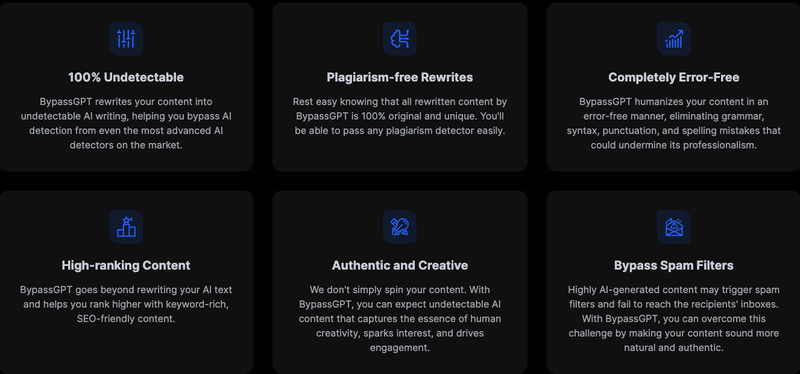 100% Undetectable
BypassGPT rewrites your content into
undetectable AI writing, helping you bypass AI
detection from even the most advanced AI
detectors on the market.
Plagiarism-free Rewrites
Rest easy knowing that all rewritten content by
BypassGPT is 100% original and unique. You'll
be able to pass any plagiarism detector easily.
Completely Error-Free
BypassGPT humanizes your content in an
error-free manner, eliminating grammar,
syntax, punctuation, and spelling mistakes that
could undermine its professionalism.
High-ranking Content
BypassGPT goes beyond rewriting your AI text
and helps you rank higher with keyword-rich,
SEO-friendly content.
Authentic and Creative
We don't simply spin your content. With
BypassGPT, you can expect undetectable AI
content that captures the essence of human
creativity, sparks interest, and drives
engagement.
Bypass Spam Filters
Highly AI-generated content may trigger spam
filters and fail to reach the recipients' inboxes.
With BypassGPT, you can overcome this
challenge by making your content sound more
natural and authentic.